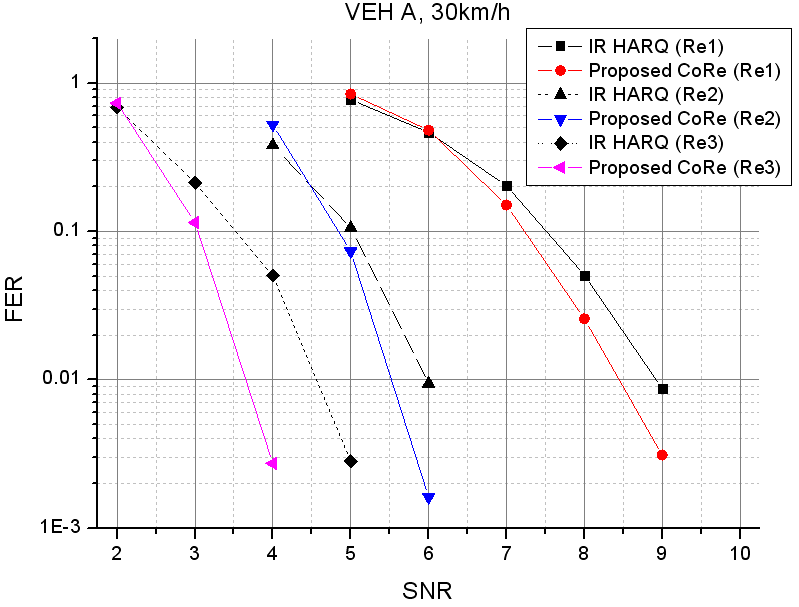 VEH A, 30km/h
IR HARQ (Re1)
Proposed CoRe (Re1)
IR HARQ (Re2)
Proposed CoRe (Re2)
IR HARQ (Re3)
Proposed CoRe (Re3)
1
0.1
0.01
1E-3
FER
2 3 4 5 6 7 8 9 10
SNR